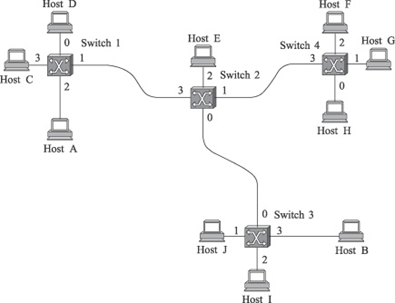 Host D
0
Switch 1
3
1
Host C
2
Host A
Host E
2
Switch 2
3
1
0
Host F
2
Switch 4
Host G
3
1
0
Host H
0
Switch 3
1
3
Host J
Host B
2
Host I